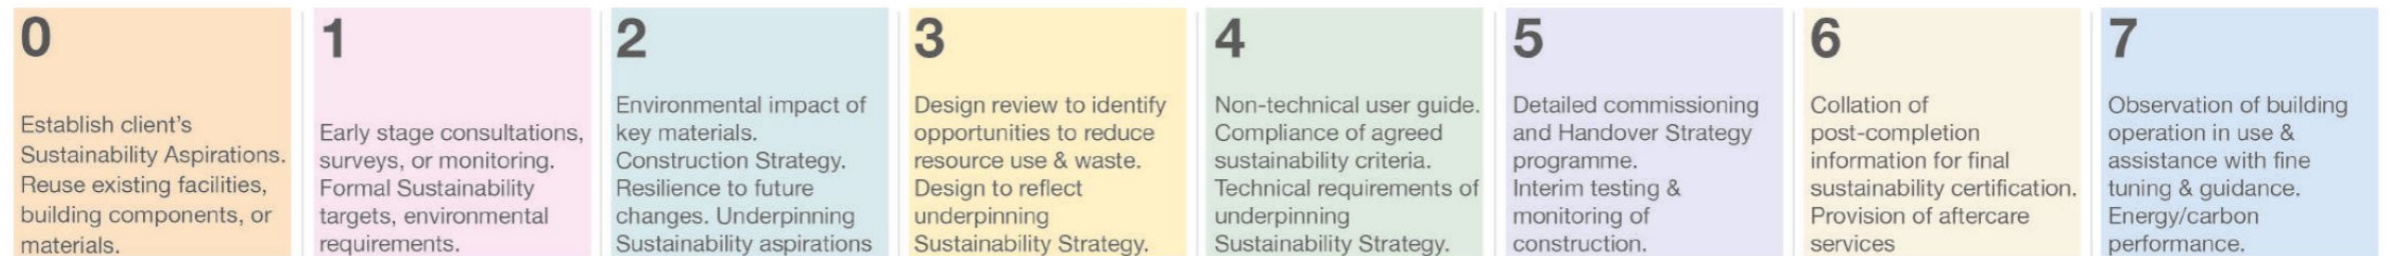 0
Establish client's
Sustainability Aspirations.
Reuse existing facilities,
building components, or
materials.
1
Early stage consultations,
surveys, or monitoring.
Formal Sustainability
targets, environmental
requirements.
2
Environmental impact of
key materials.
Construction Strategy.
Resilience to future
changes. Underpinning
Sustainability aspirations
3
Design review to identify
opportunities to reduce
resource use & waste.
Design to reflect
underpinning
Sustainability Strategy.
4
Non-technical user guide.
Compliance of agreed
sustainability criteria.
Technical requirements of
underpinning
Sustainability Strategy.
5
Detailed commissioning
and Handover Strategy
programme.
Interim testing &
monitoring of
construction.
6
Collation of
post-completion
information for final
sustainability certification.
Provision of aftercare
services
7
Observation of building
operation in use &
assistance with fine
tuning & guidance.
Energy/carbon
performance.